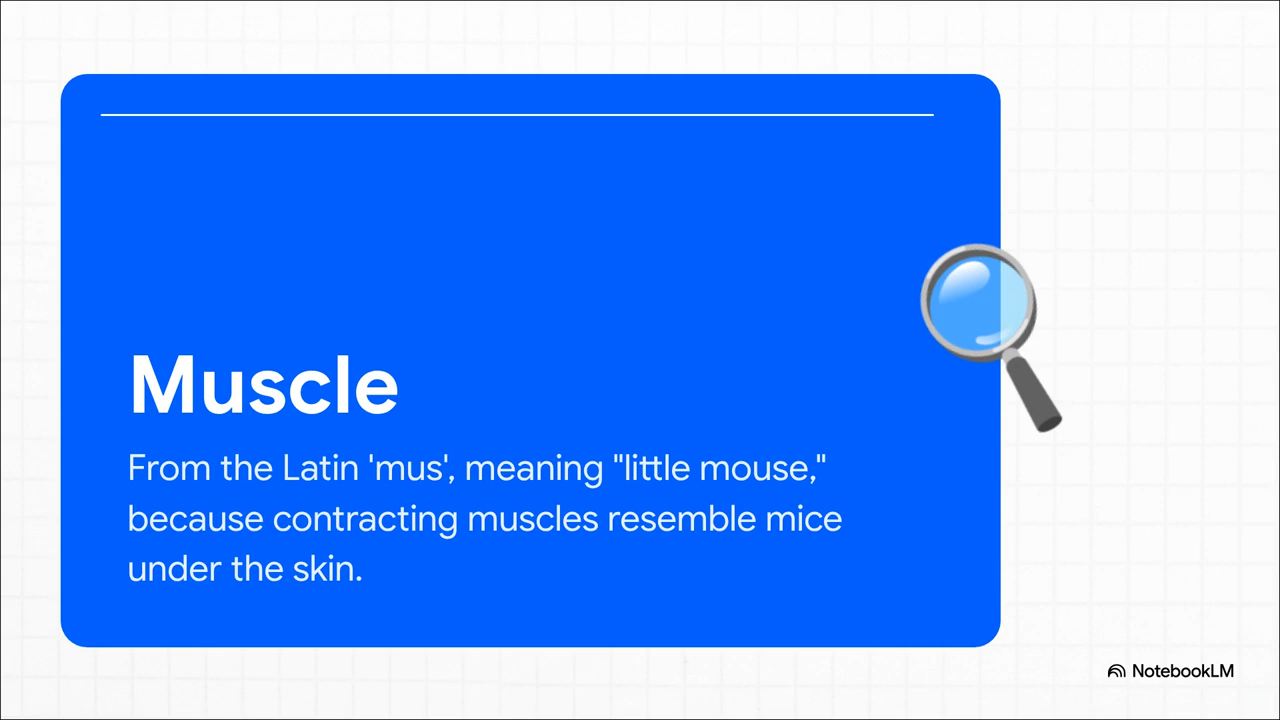 Muscle
From the Latin 'mus', meaning "little mouse,"
because contracting muscles resemble mice
under the skin.
NotebookLM